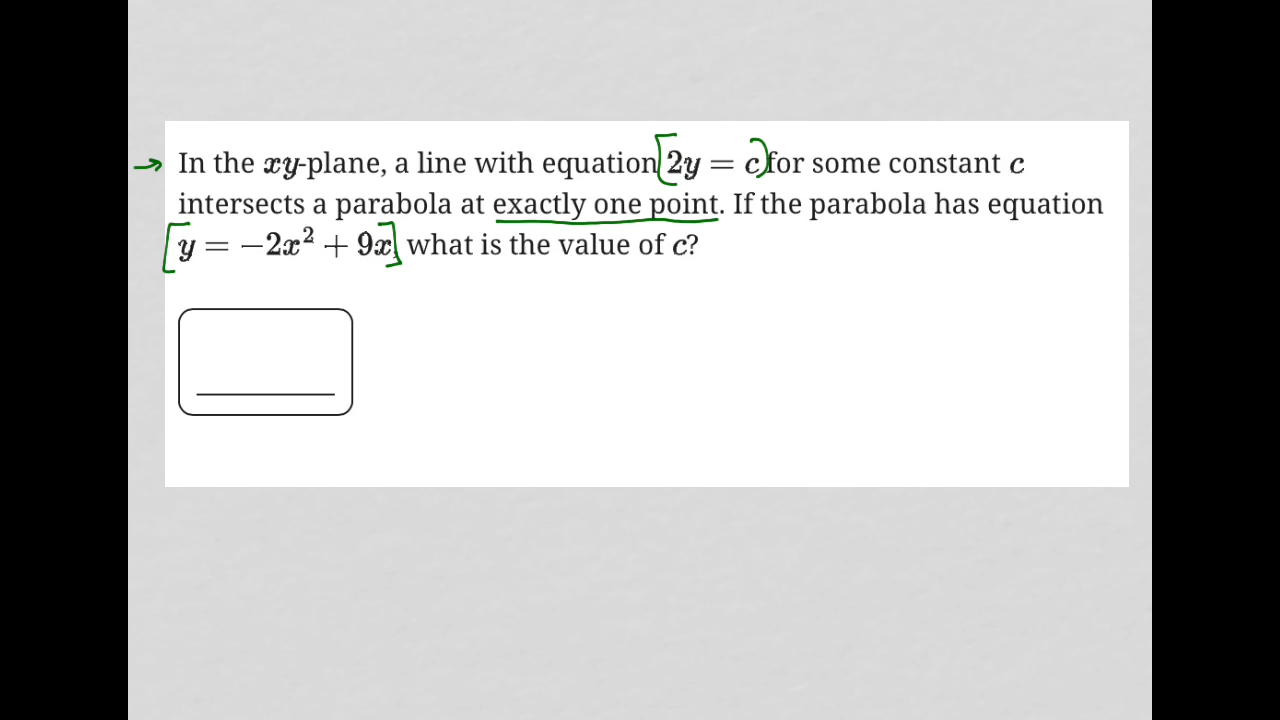 In the xy-plane, a line with equation 2y = c for some constant c
intersects a parabola at exactly one point. If the parabola has equation
y = −2x² + 9x, what is the value of c?